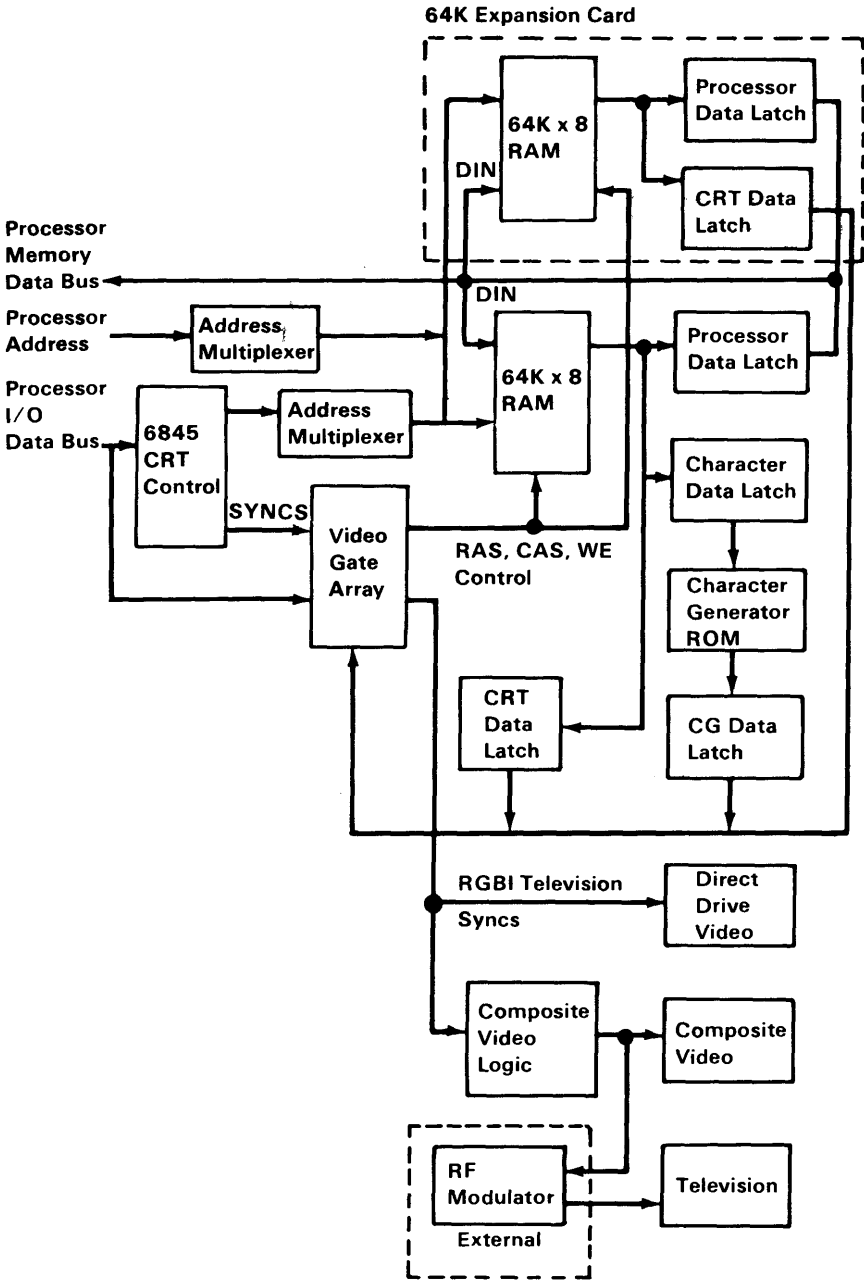 64K Expansion Card
64K x 8
RAM
Processor
Data Latch
DIN
CRT Data
Latch
Processor
Memory
Data Bus
DIN
Processor
Address
Address
Multiplexer
64K x 8
RAM
Processor
Data Latch
Processor
I/O
Data Bus
6845
CRT
Control
Address
Multiplexer
SYNCS
Video
Gate
Array
RAS, CAS, WE
Control
Character
Data Latch
Character
Generator
ROM
CRT
Data
Latch
CG Data
Latch
RGBI Television
Syncs
Direct
Drive
Video
Composite
Video
Logic
Composite
Video
RF
Modulator
External
Television